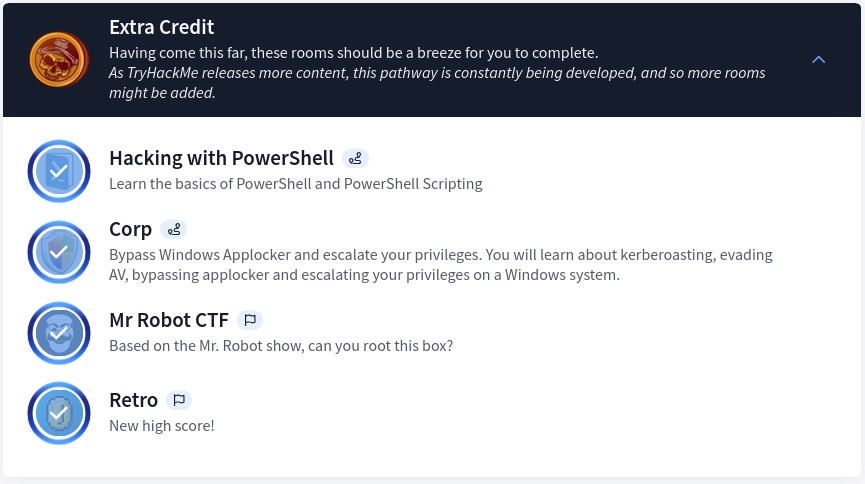 Extra Credit
Having come this far, these rooms should be a breeze for you to complete.
As TryHackMe releases more content, this pathway is constantly being developed, and so more rooms
might be added.
Hacking with PowerShell
Learn the basics of PowerShell and PowerShell Scripting
Corp
Bypass Windows Applocker and escalate your privileges. You will learn about kerberoasting, evading
AV, bypassing applocker and escalating your privileges on a Windows system.
Mr Robot CTF
Based on the Mr. Robot show, can you root this box?
Retro
New high score!